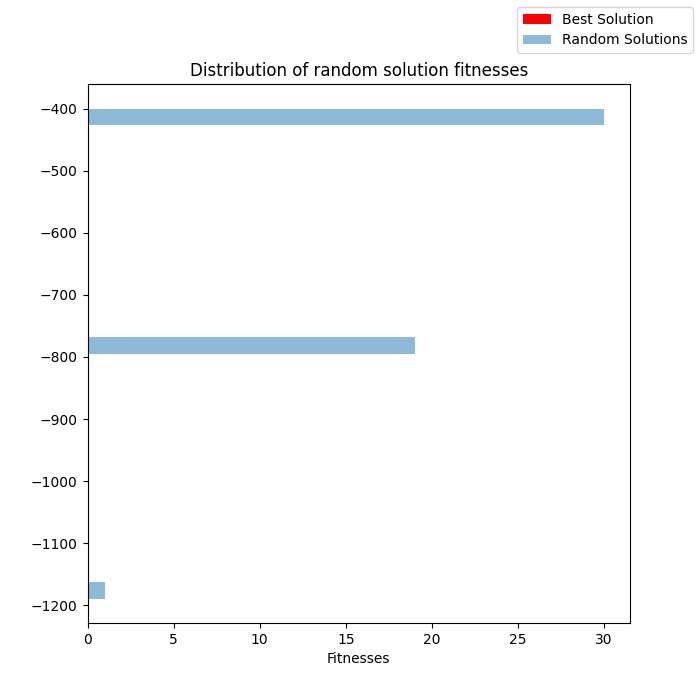 Best Solution
Random Solutions
Distribution of random solution fitnesses
−400
−500
−600
−700
−800
−900
−1000
−1100
−1200
0 5 10 15 20 25 30
Fitnesses